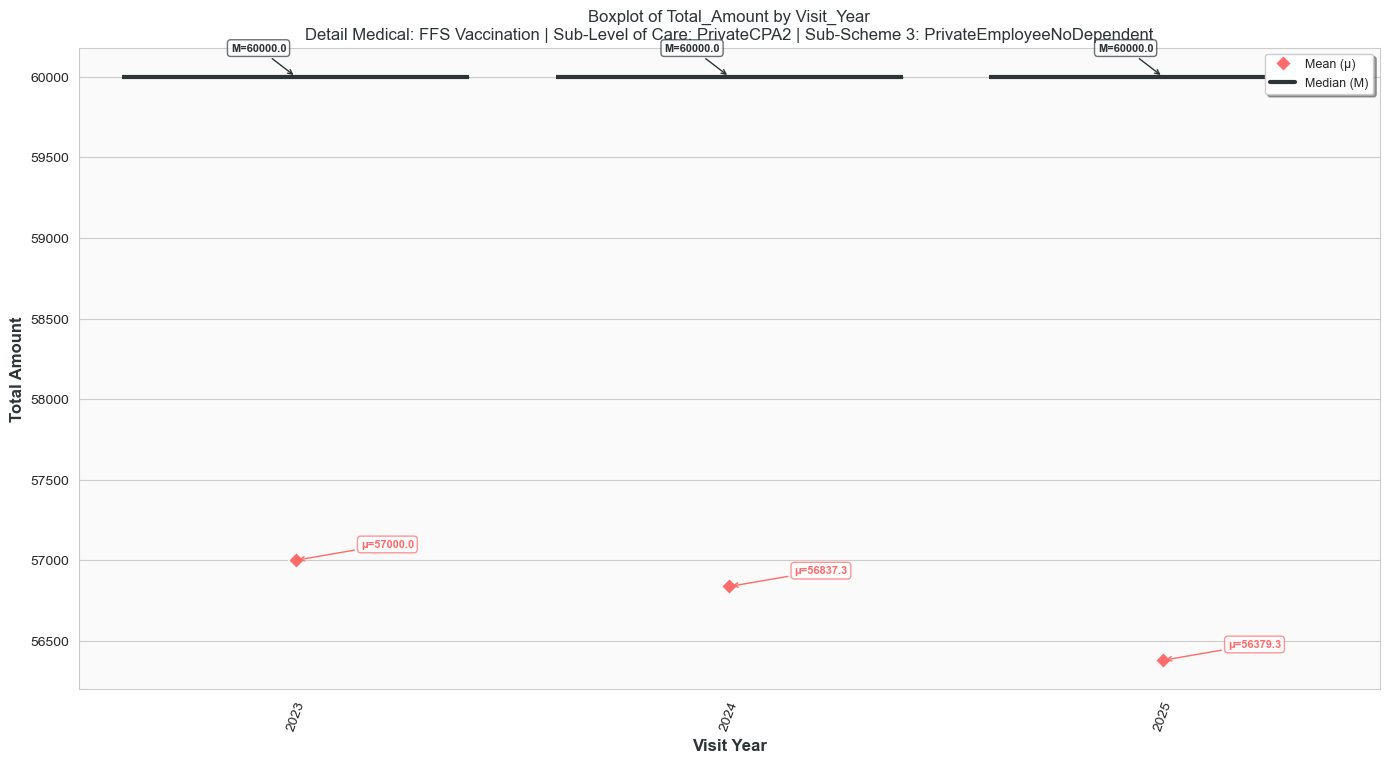 Boxplot of Total_Amount by Visit_Year
Detail Medical: FFS Vaccination | Sub-Level of Care: PrivateCPA2 | Sub-Scheme 3: PrivateEmployeeNoDependent
M=60000.0
M=60000.0
M=60000.0
Mean (μ)
Median (M)
60000
59500
59000
58500
58000
57500
57000
56500
Total Amount
μ=57000.0
μ=56837.3
μ=56379.3
2023
2024
2025
Visit Year